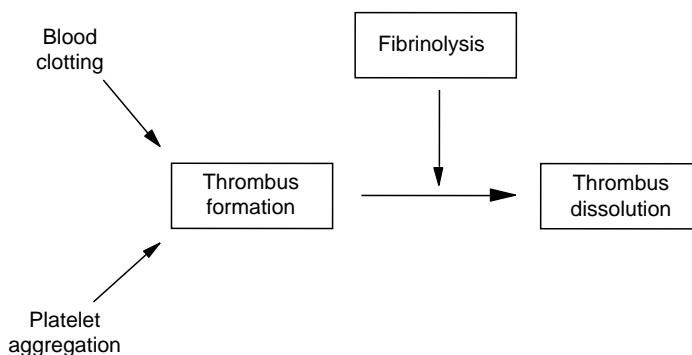 Blood
clotting
Fibrinolysis
Thrombus
formation
Thrombus
dissolution
Platelet
aggregation